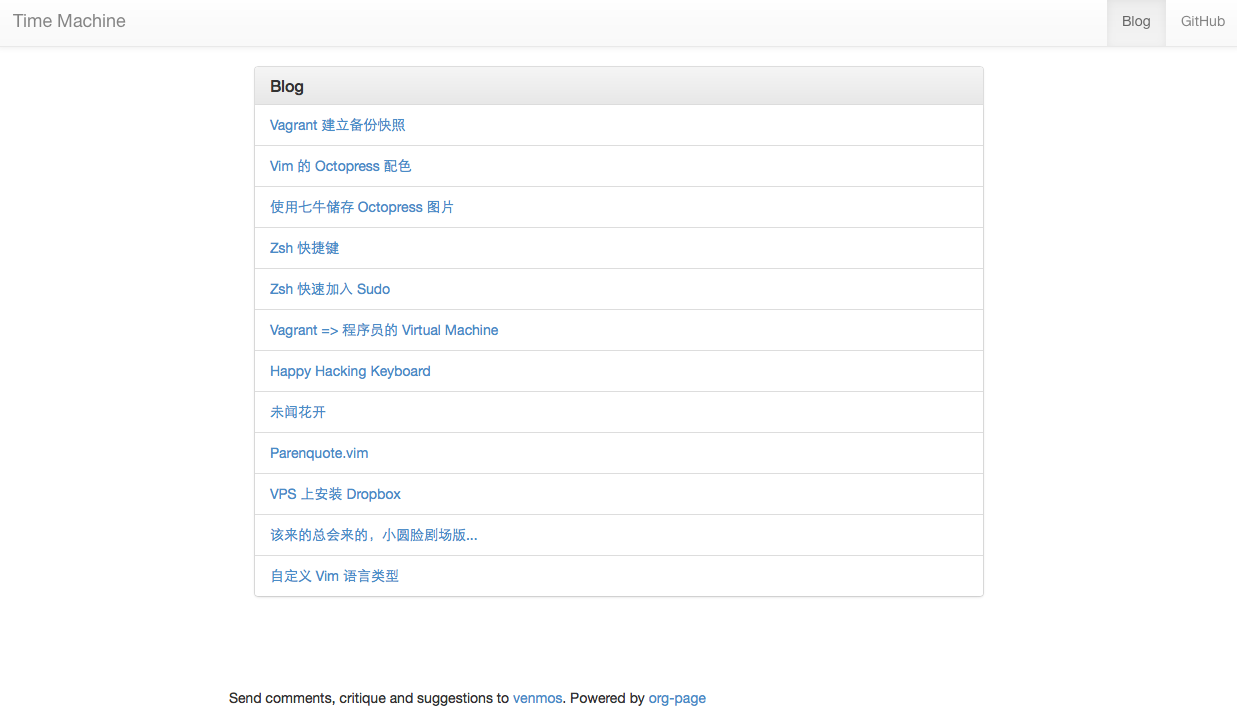 Time Machine
Blog
GitHub
Blog
Vagrant 建立备份快照
Vim 的 Octopress 配色
使用七牛储存 Octopress 图片
Zsh 快捷键
Zsh 快速加入 Sudo
Vagrant => 程序员的 Virtual Machine
Happy Hacking Keyboard
未闻花开
Parenquote.vim
VPS 上安装 Dropbox
该来的总会来的，小圆脸剧场版...
自定义 Vim 语言类型
Send comments, critique and suggestions to venmos. Powered by org-page